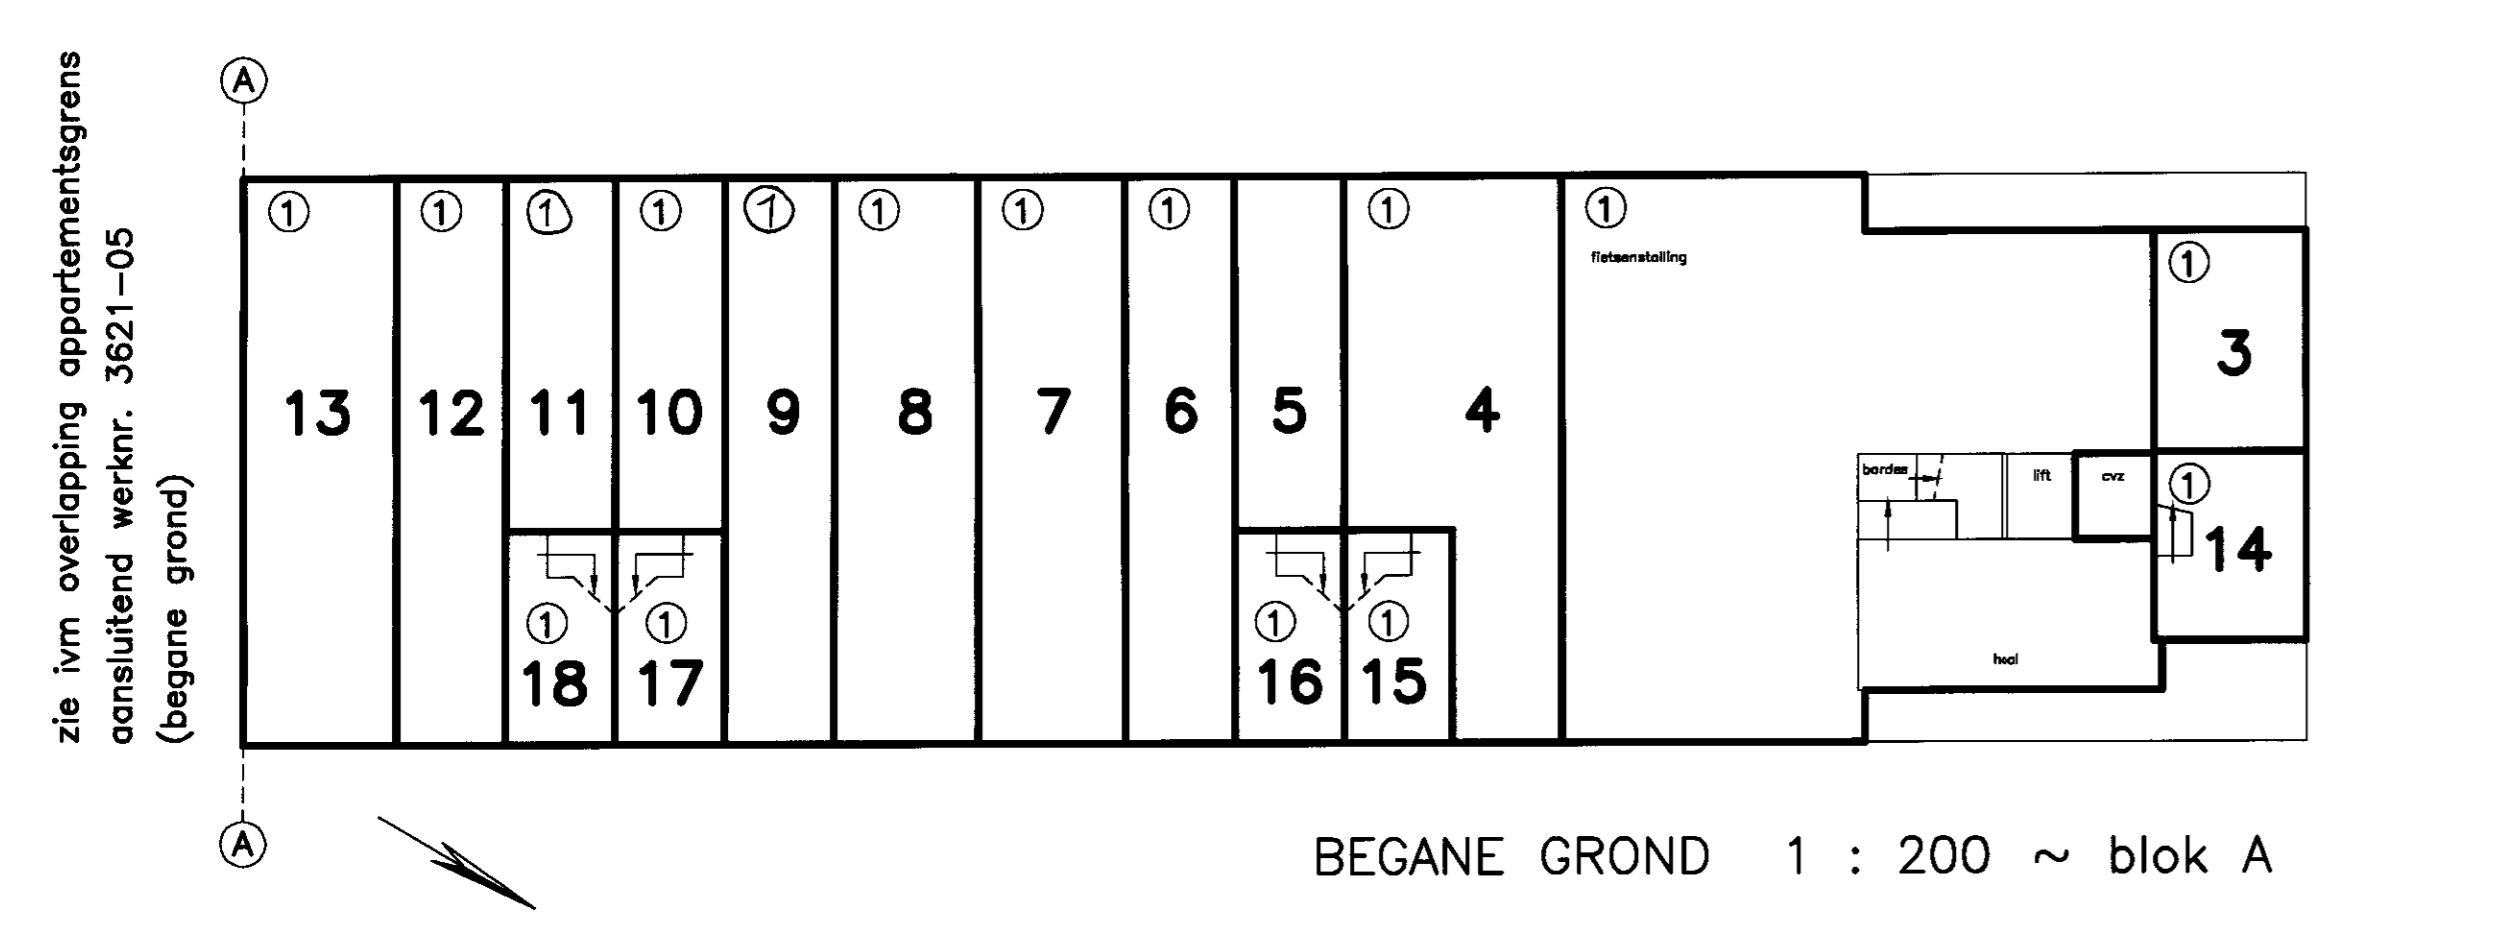 zie ivm overlapping appartementsgrens
aansluitend werknr. 3621-05
(begane grond)
A
1 1 1 1 1 1 1 1 1 1
fietsenstalling
1
3
13 12 11 10 9 8 7 6 5 4
bordes lift cvz
1
14
1 1 1 1
18 17 16 15
hal
A
BEGANE GROND 1 : 200 ~ blok A